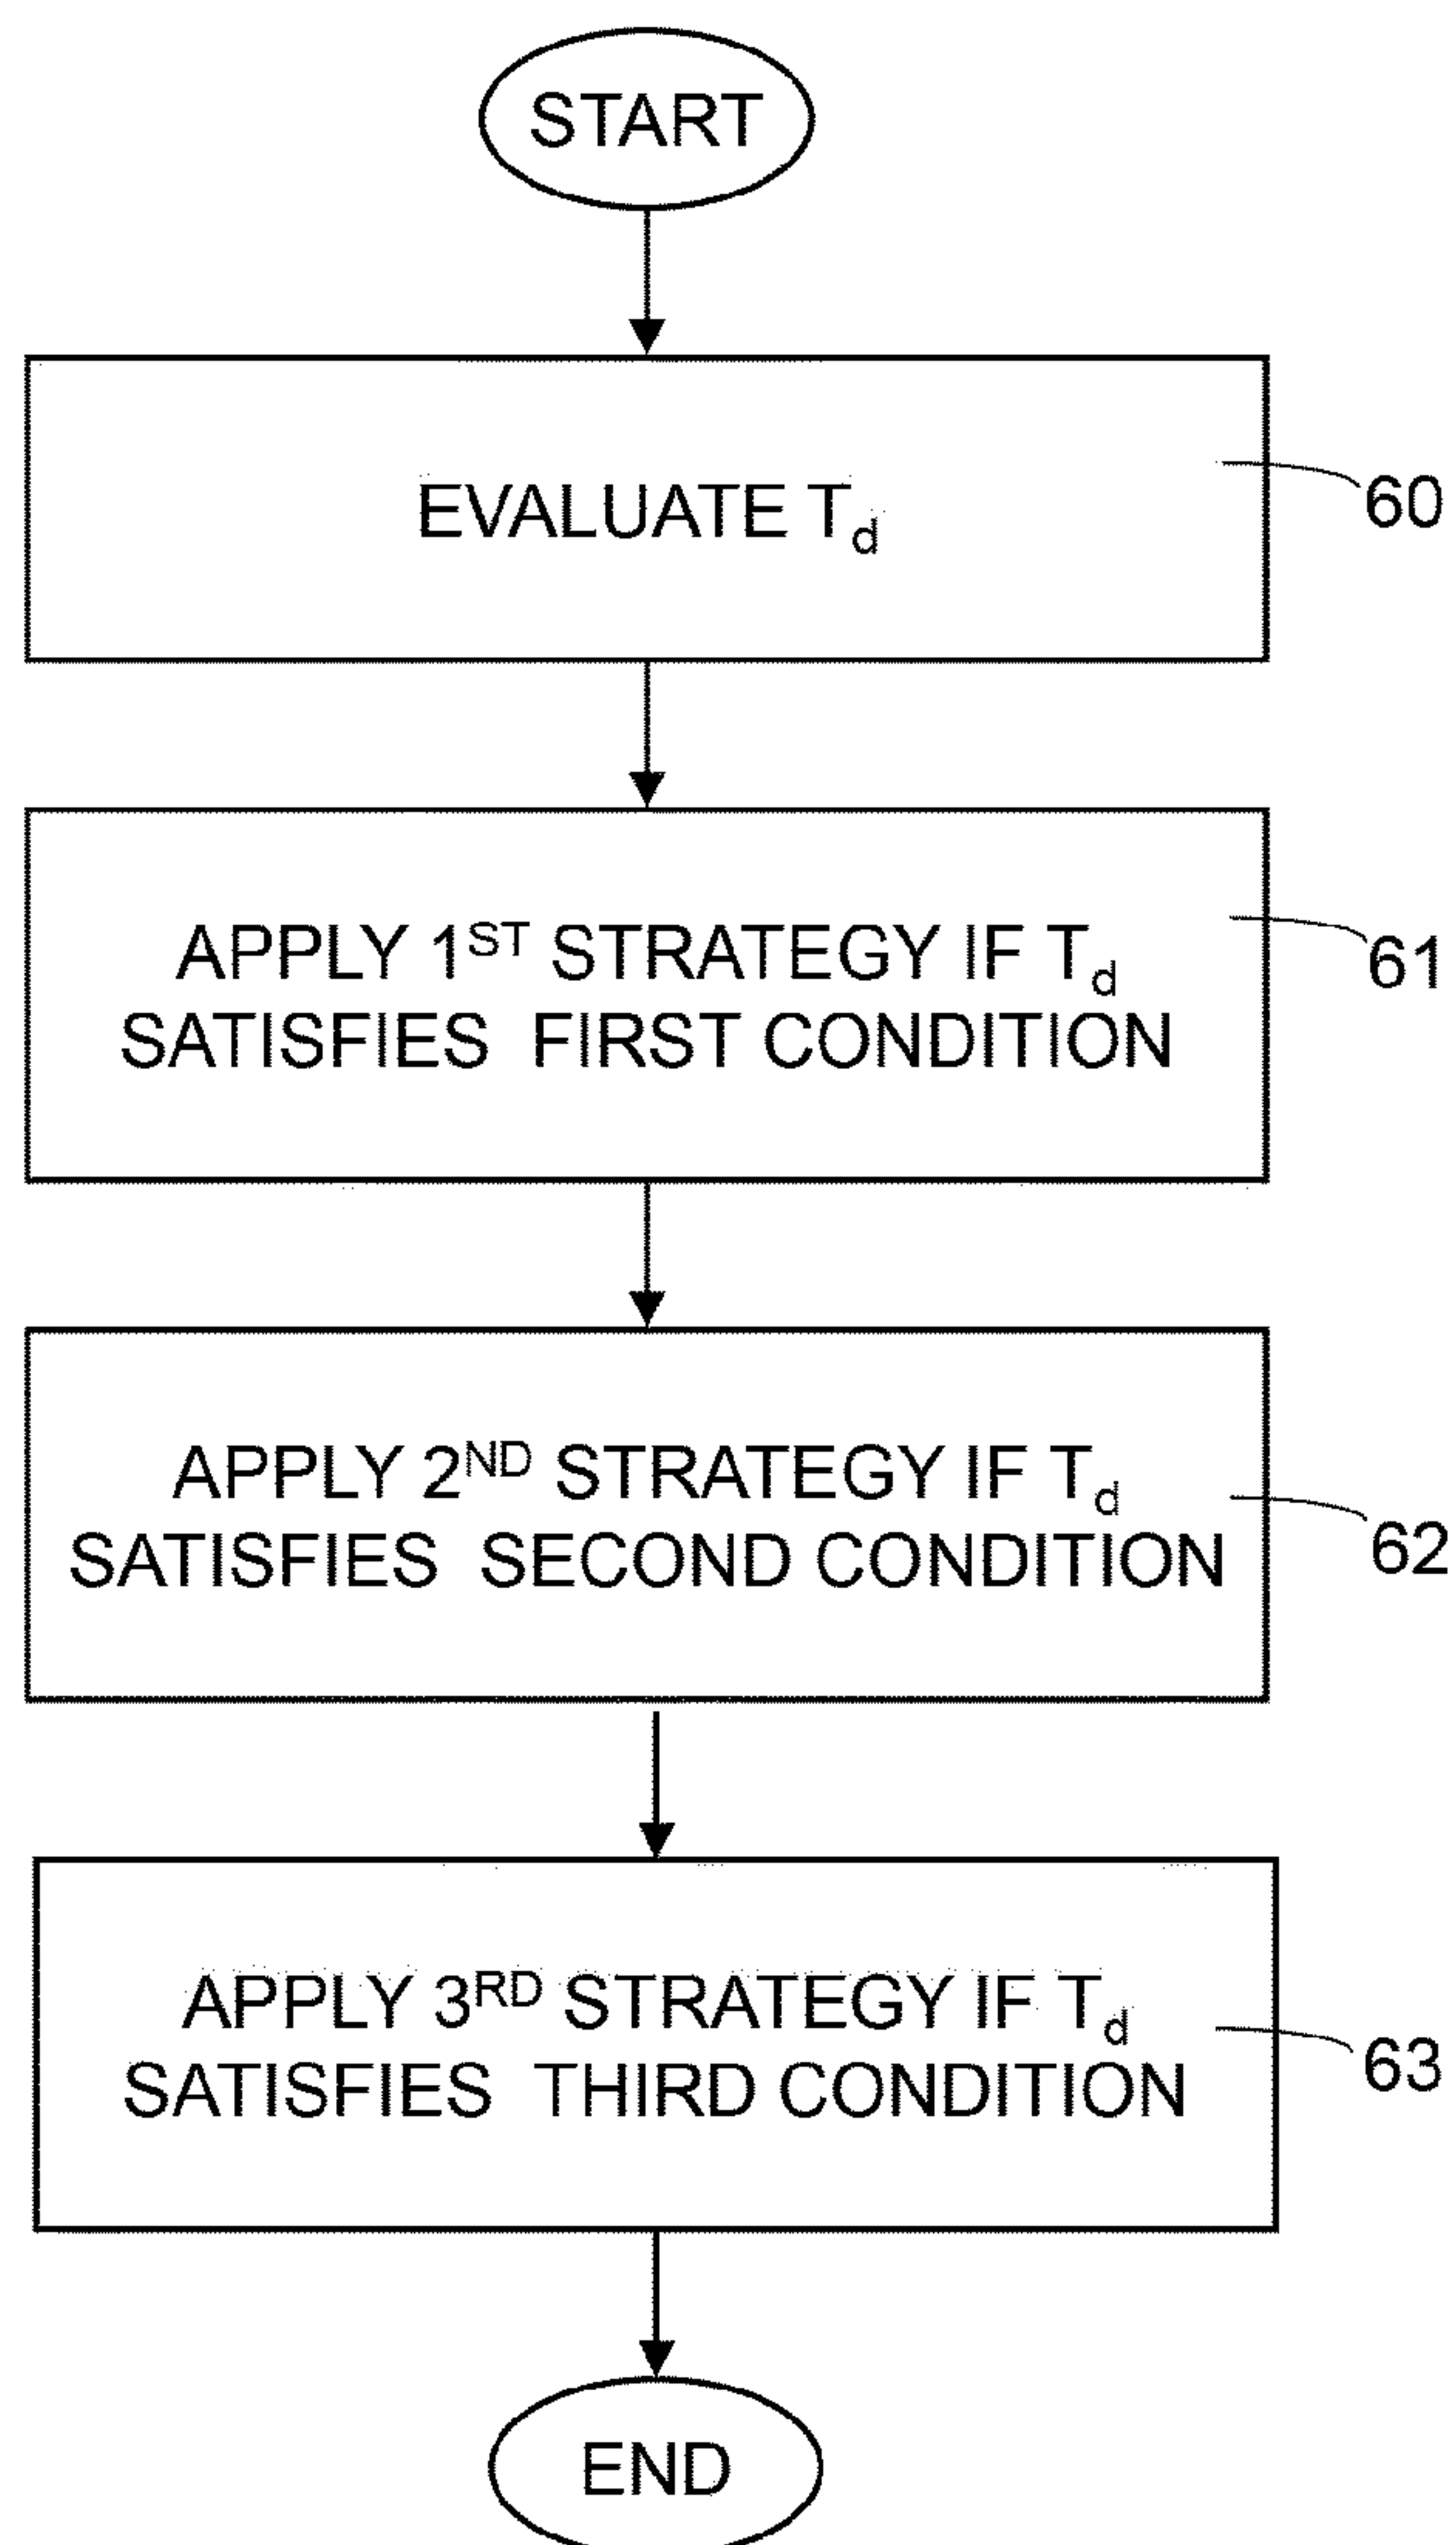 START
EVALUATE Td
60
APPLY 1ST STRATEGY IF Td
SATISFIES FIRST CONDITION
61
APPLY 2ND STRATEGY IF Td
SATISFIES SECOND CONDITION
62
APPLY 3RD STRATEGY IF Td
SATISFIES THIRD CONDITION
63
END